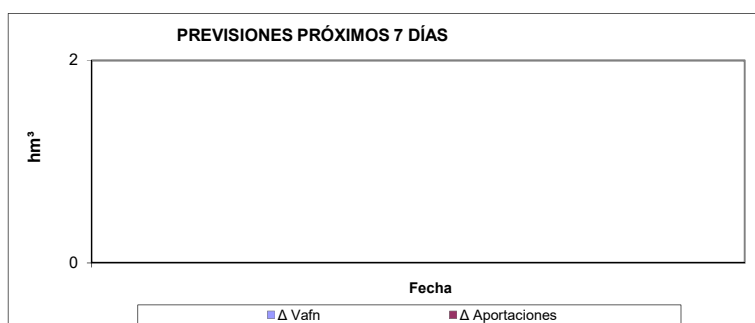 PREVISIONES PRÓXIMOS 7 DÍAS
2
hm³
0
Fecha
Δ Vafn Δ Aportaciones